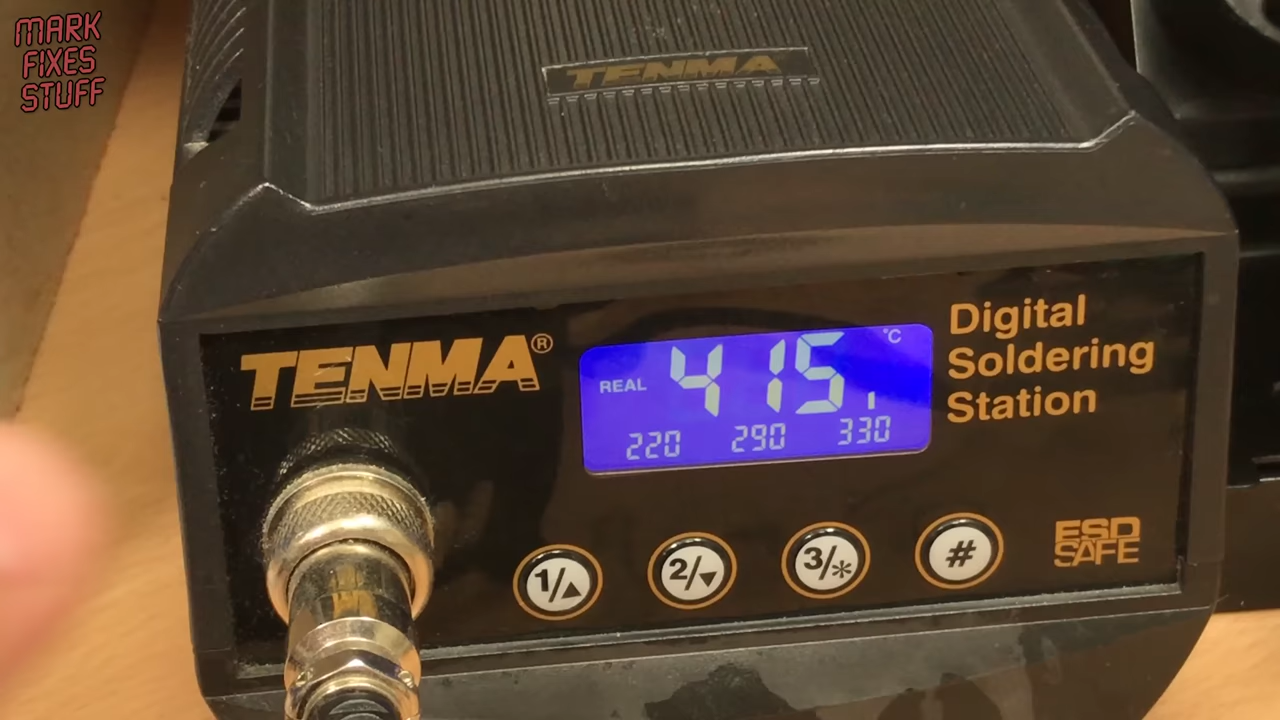 MARK
FIXES
STUFF
TENMA
TENMA®
REAL 415. °C
220 290 330
Digital
Soldering
Station
1/▲ 2/▼ 3/* #
ESD
SAFE